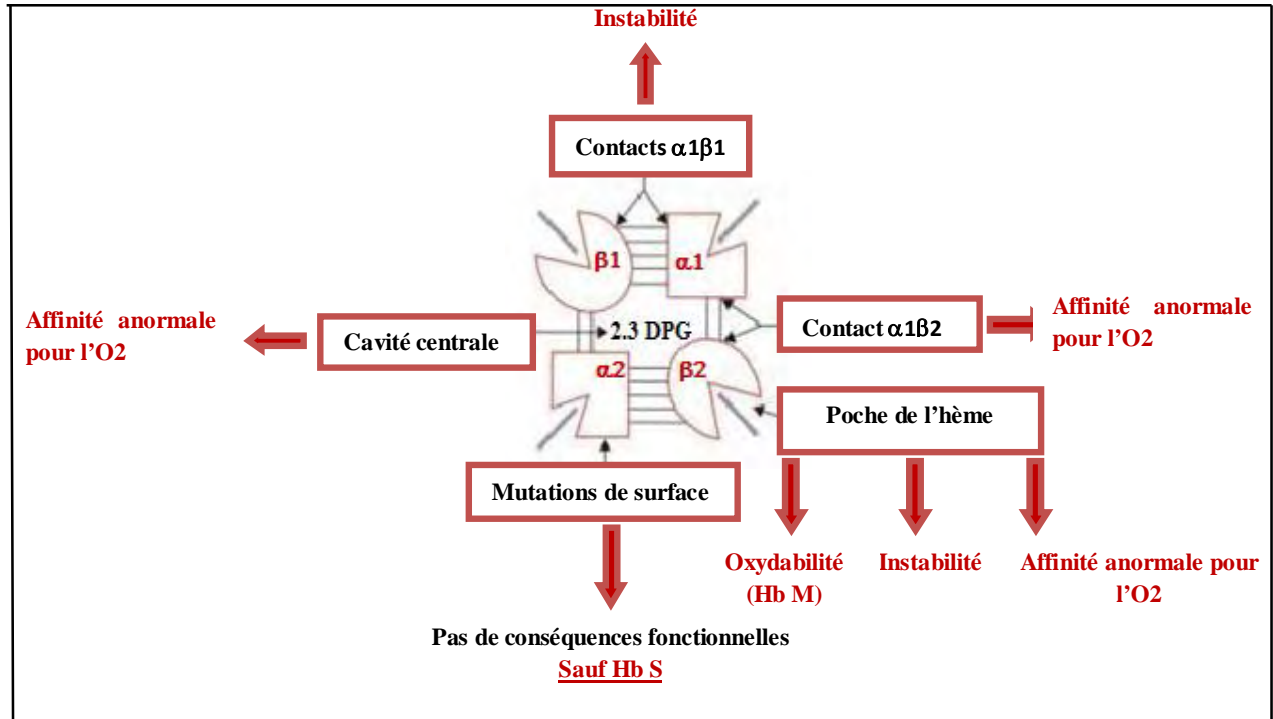 Instabilité
Contacts α1β1
β1
α1
Affinité anormale
pour l'O2
Cavité centrale
2.3 DPG
Contact α1β2
Affinité anormale
pour l'O2
α2
β2
Poche de l'hème
Mutations de surface
Oxydabilité
(Hb M)
Instabilité
Affinité anormale pour
l'O2
Pas de conséquences fonctionnelles
Sauf Hb S